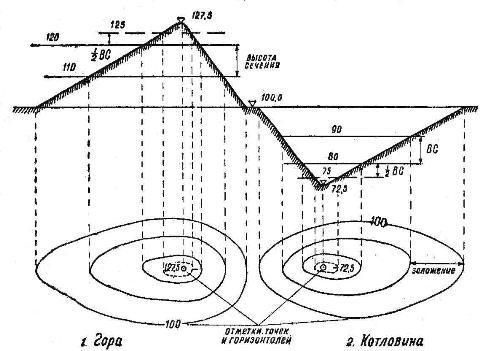 127,5
125
120
½ ВС
110
ВЫСОТА
СЕЧЕНИЯ
100,0
90
80
ВС
75
½ ВС
72,5
100
127,5
72,5
заложение
100
ОТМЕТКИ ТОЧЕК
И ГОРИЗОНТАЛЕЙ
1. Гора
2. Котловина